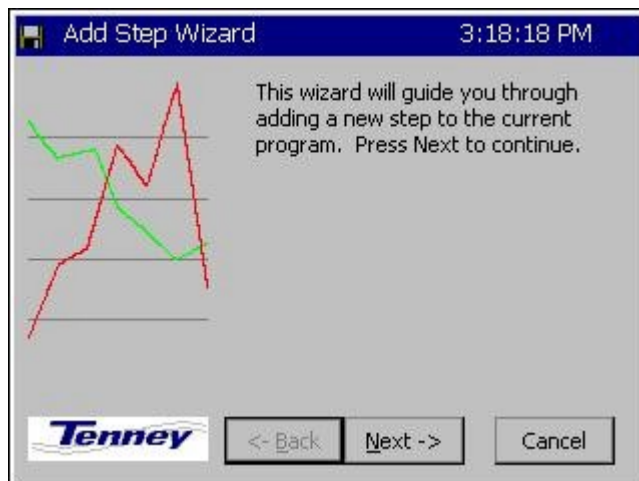 Add Step Wizard 3:18:18 PM
This wizard will guide you through
adding a new step to the current
program.  Press Next to continue.
Tenney <- Back Next -> Cancel